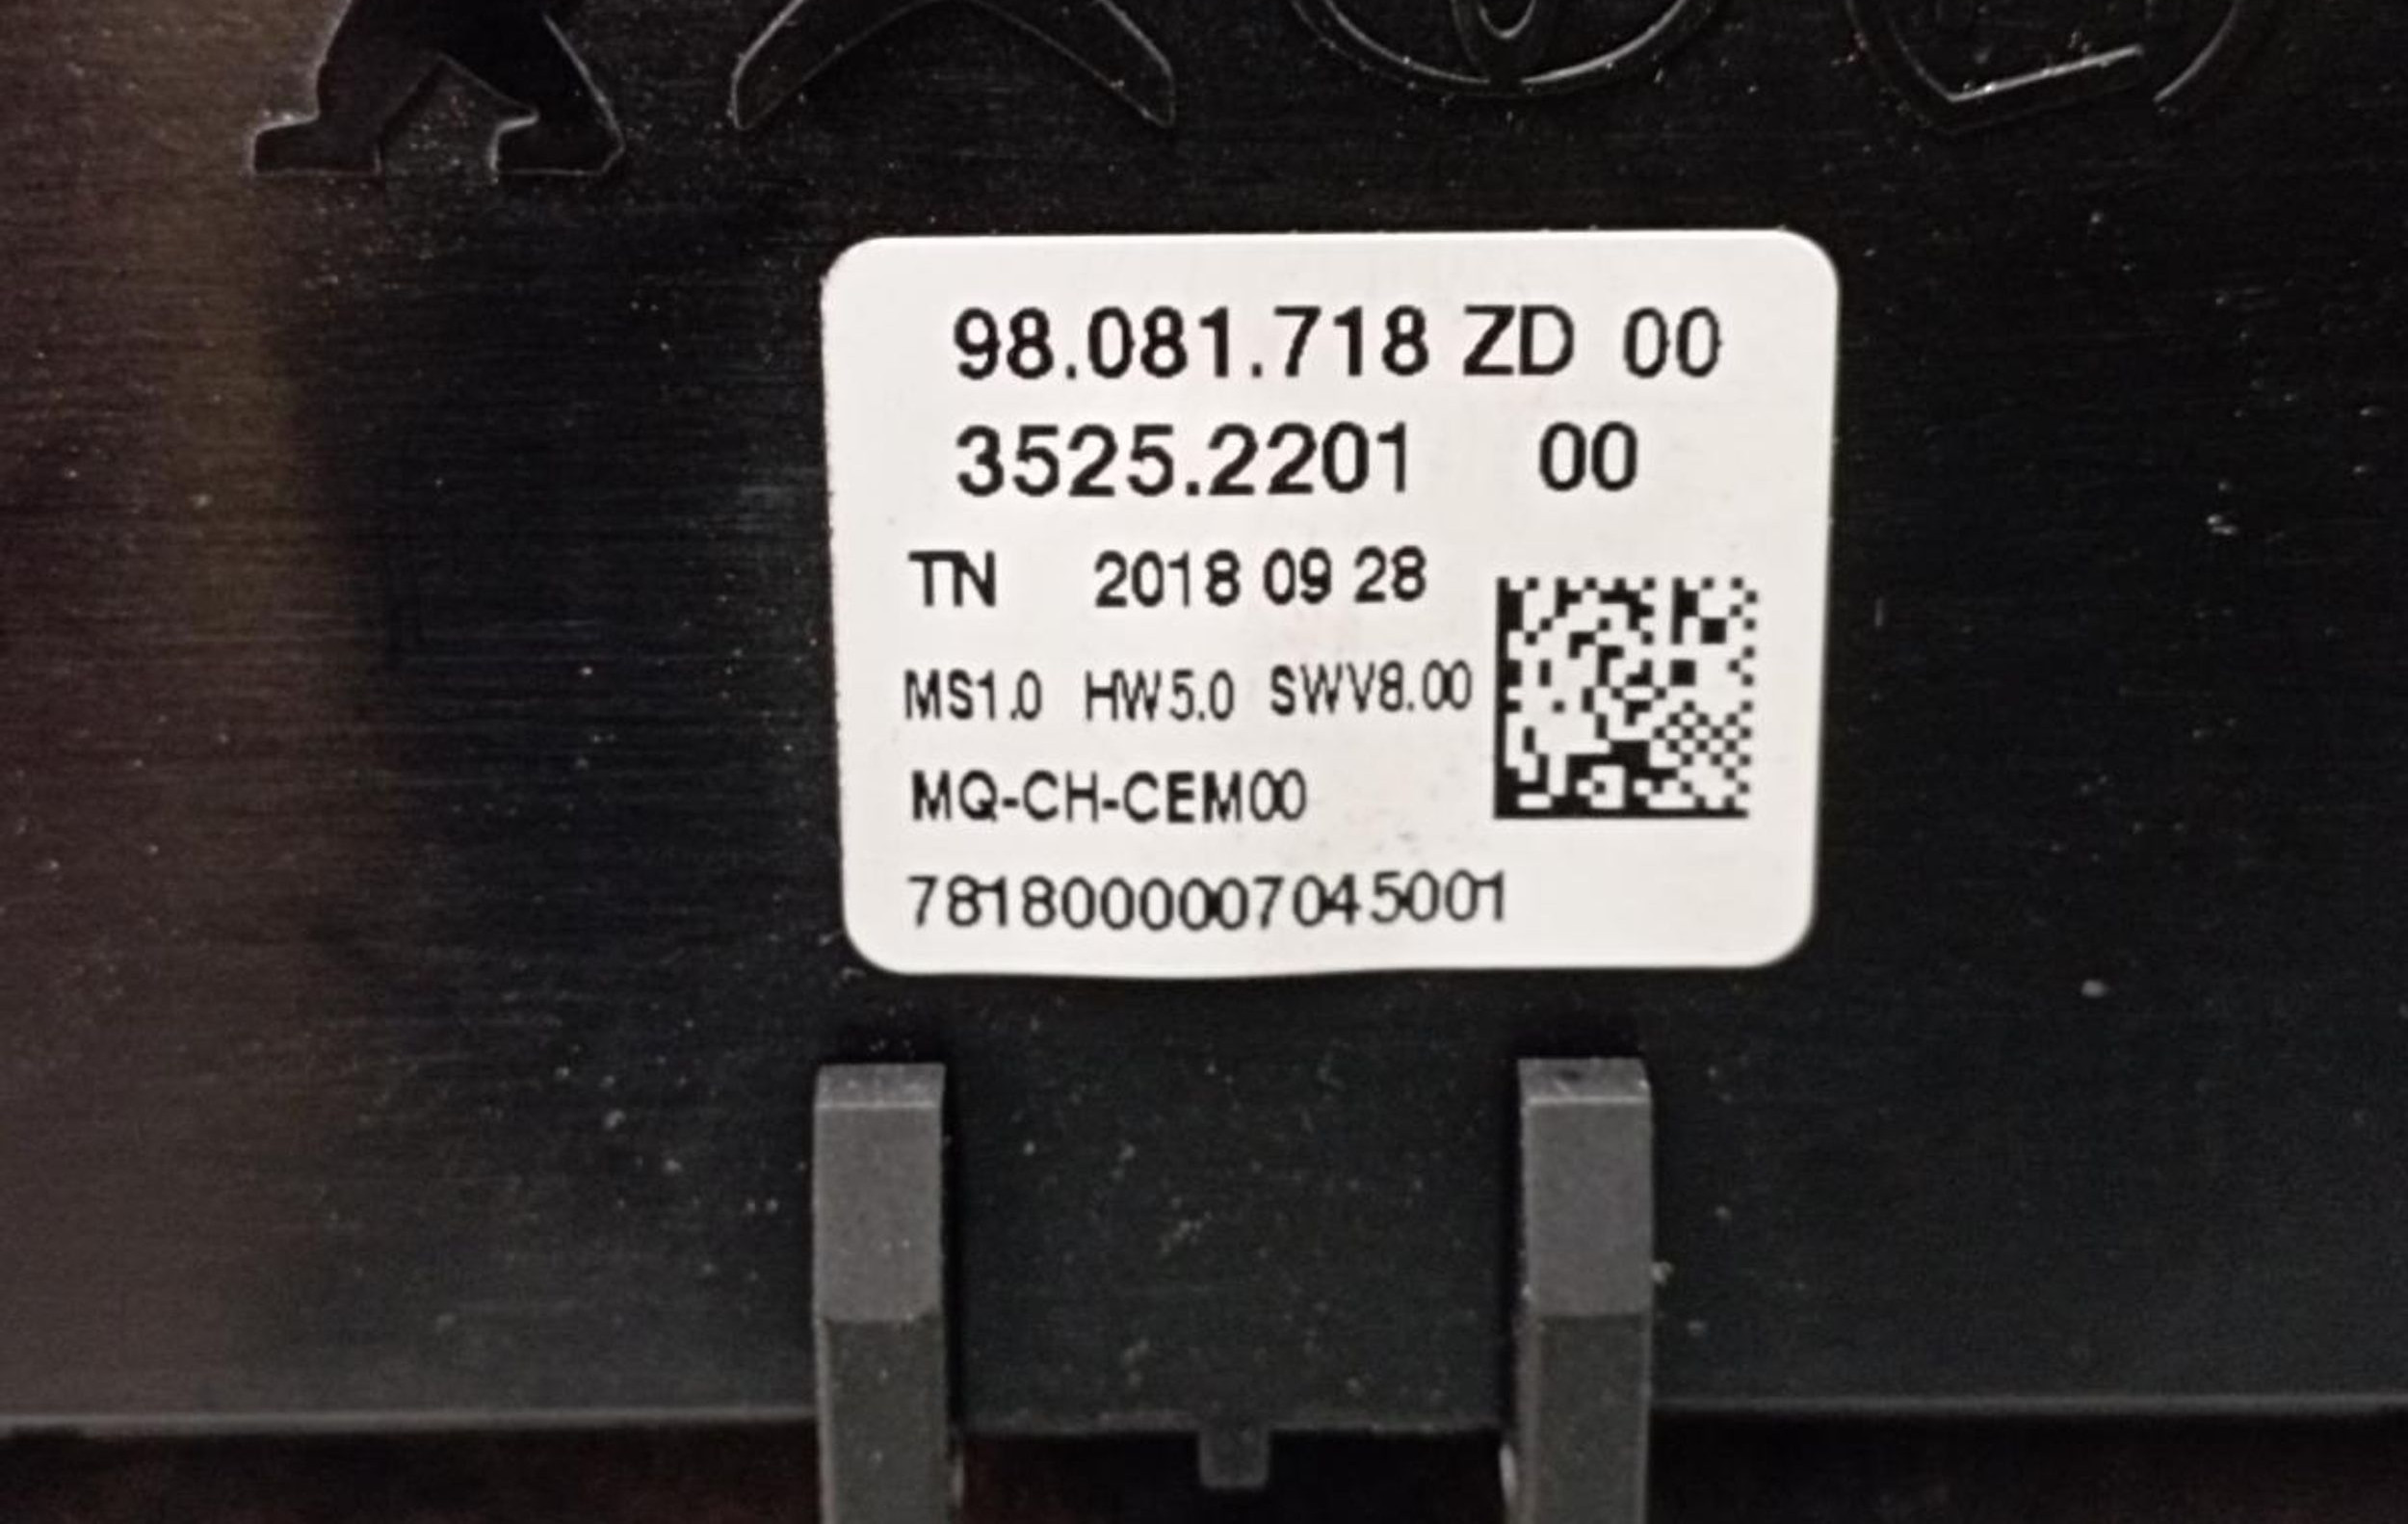 98.081.718 ZD 00
3525.2201 00
TN 2018 09 28
MS1.0 HW5.0 SWV8.00
MQ-CH-CEM00
7818000007045001